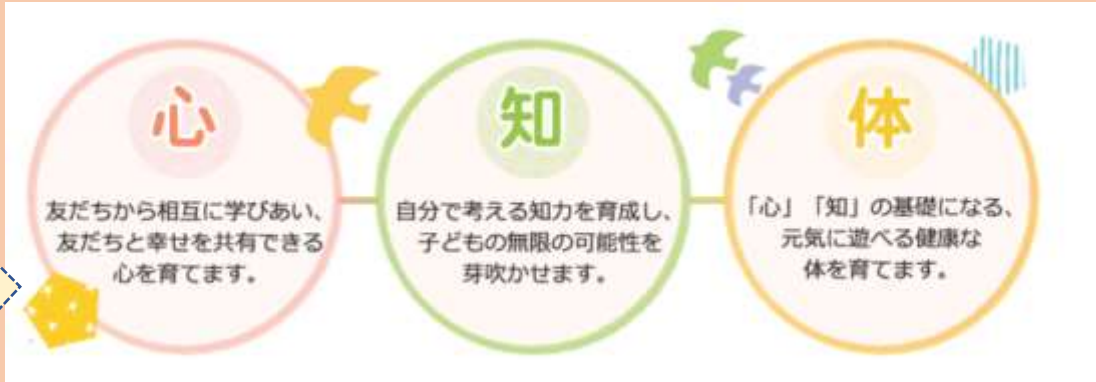 心
友だちから相互に学びあい、
友だちと幸せを共有できる
心を育てます。
知
自分で考える知力を育成し、
子どもの無限の可能性を
芽吹かせます。
体
「心」「知」の基礎になる、
元気に遊べる健康な
体を育てます。